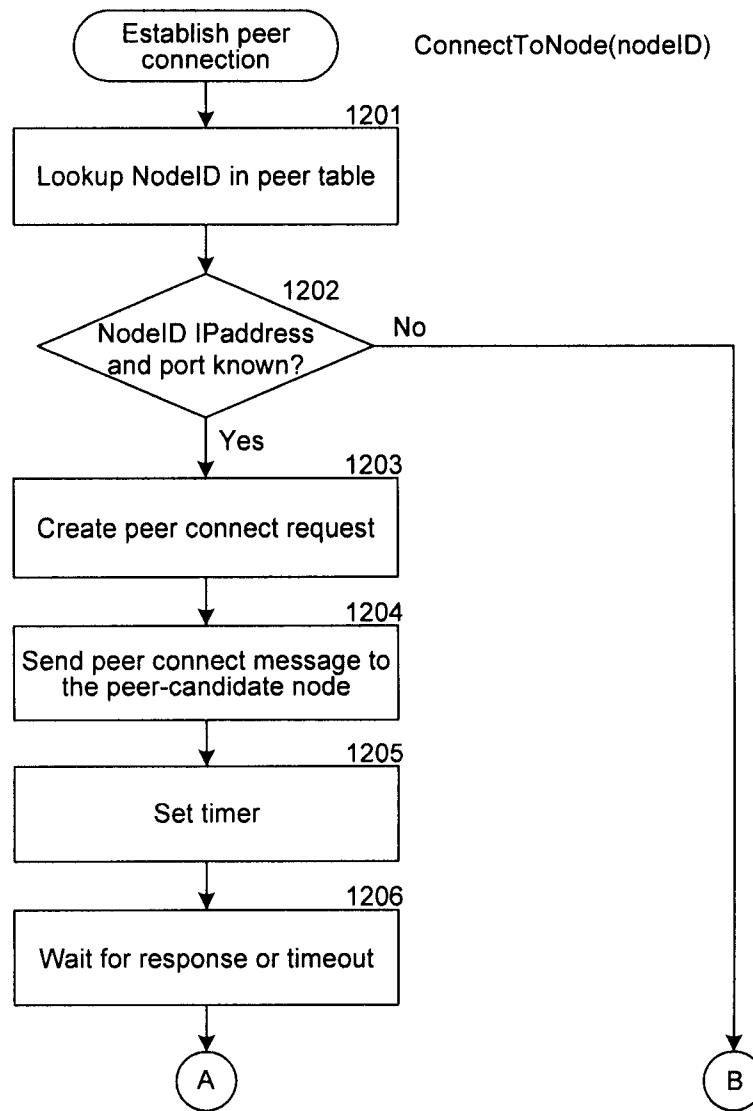 Establish peer
connection
ConnectToNode(nodeID)
1201
Lookup NodeID in peer table
1202
NodeID IPaddress
and port known?
No
Yes
1203
Create peer connect request
1204
Send peer connect message to
the peer-candidate node
1205
Set timer
1206
Wait for response or timeout
A
B